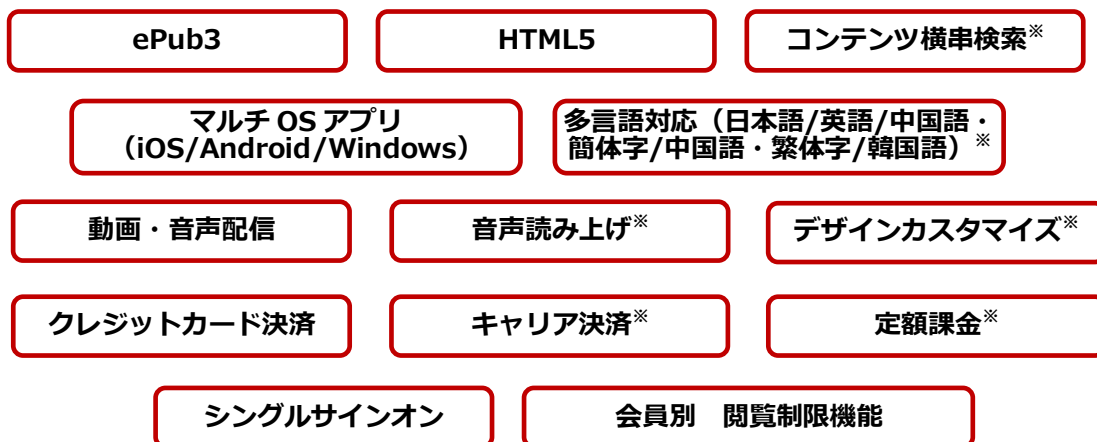 ePub3
HTML5
コンテンツ横串検索※
マルチ OS アプリ
（iOS/Android/Windows）
多言語対応（日本語/英語/中国語・
簡体字/中国語・繁体字/韓国語）※
動画・音声配信
音声読み上げ※
デザインカスタマイズ※
クレジットカード決済
キャリア決済※
定額課金※
シングルサインオン
会員別　閲覧制限機能